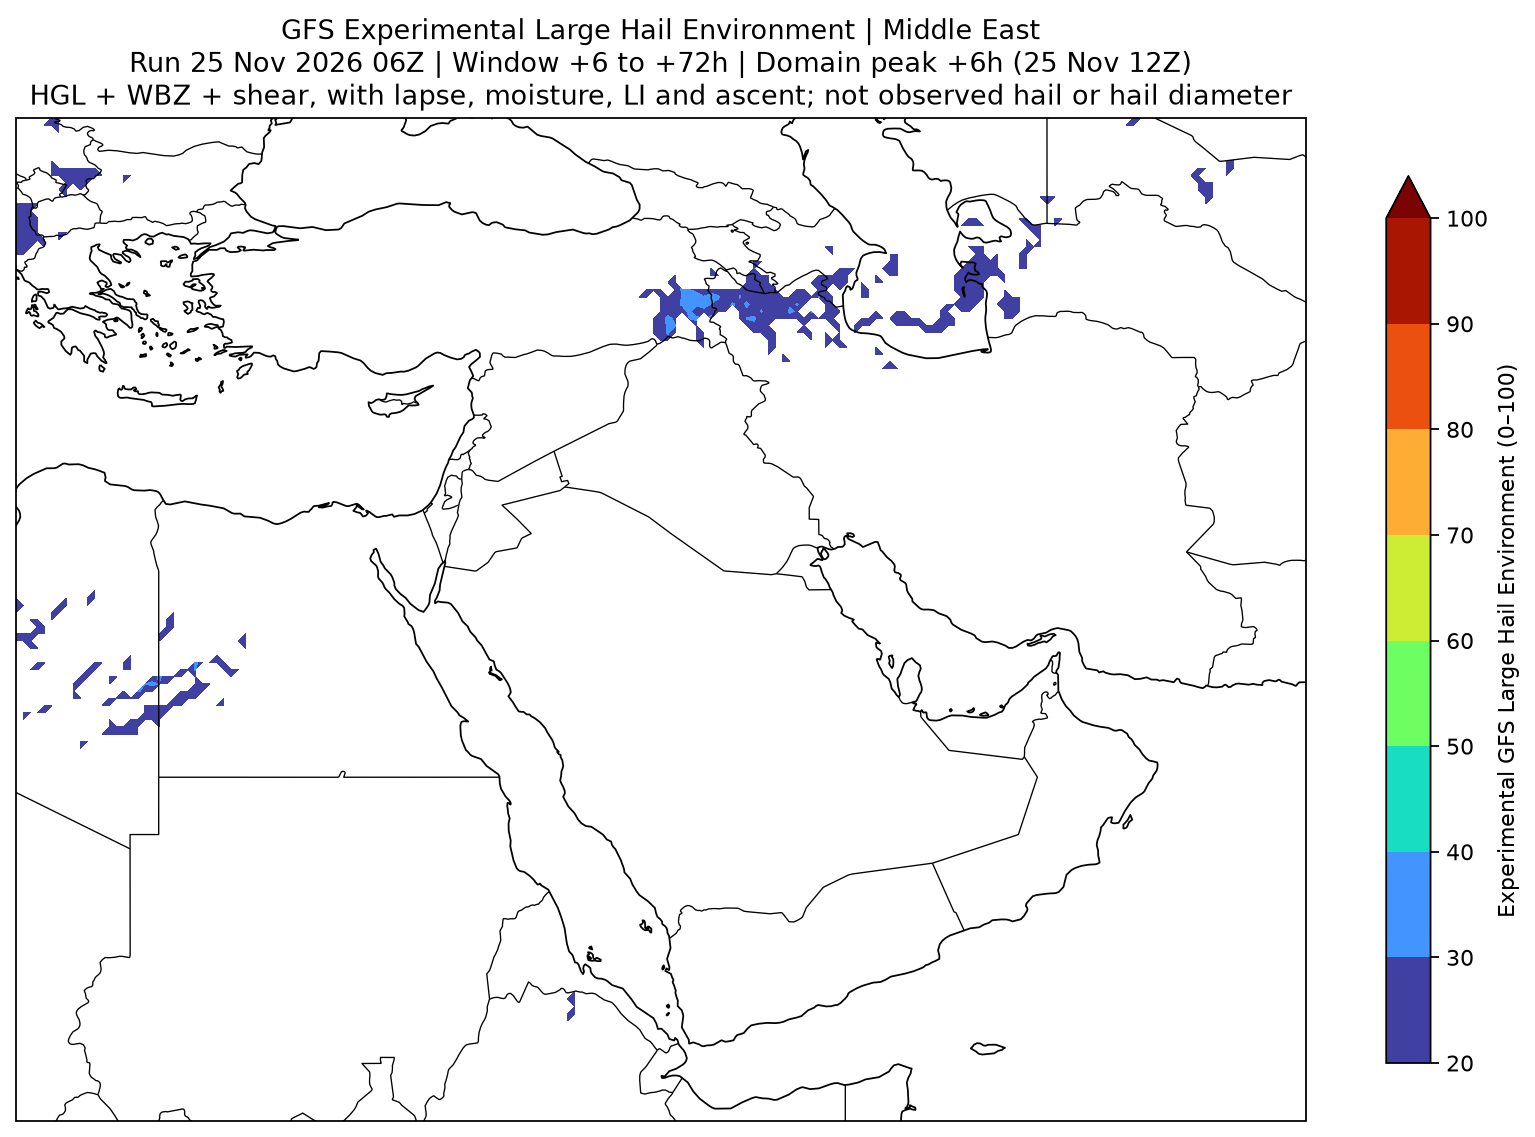 GFS Experimental Large Hail Environment | Middle East
Run 25 Nov 2026 06Z | Window +6 to +72h | Domain peak +6h (25 Nov 12Z)
HGL + WBZ + shear, with lapse, moisture, LI and ascent; not observed hail or hail diameter
100
90
80
70
60
50
40
30
20
Experimental GFS Large Hail Environment (0–100)